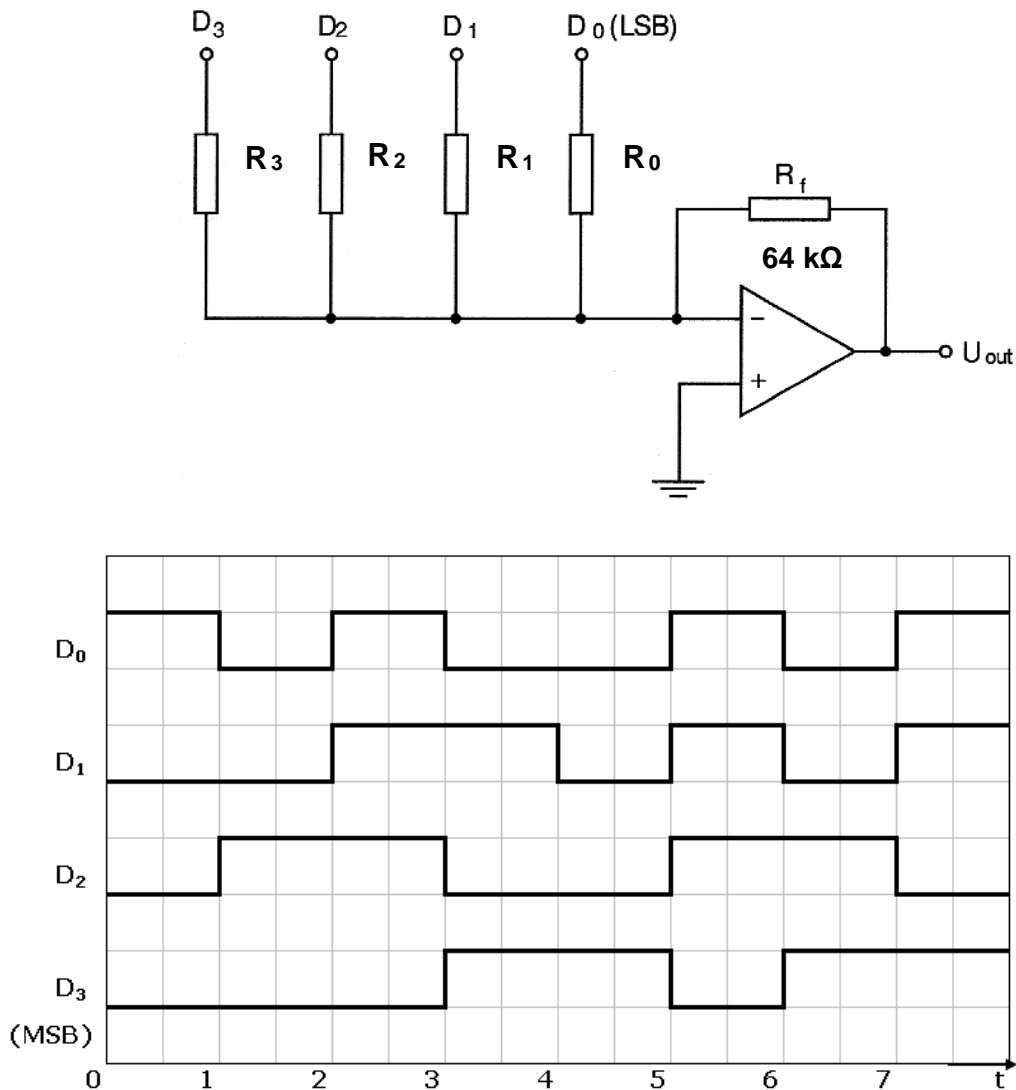 D3 D2 D1 D0 (LSB)
R3 R2 R1 R0
Rf
64 kΩ
−
+
Uout
D0
D1
D2
D3
(MSB)
0 1 2 3 4 5 6 7 t